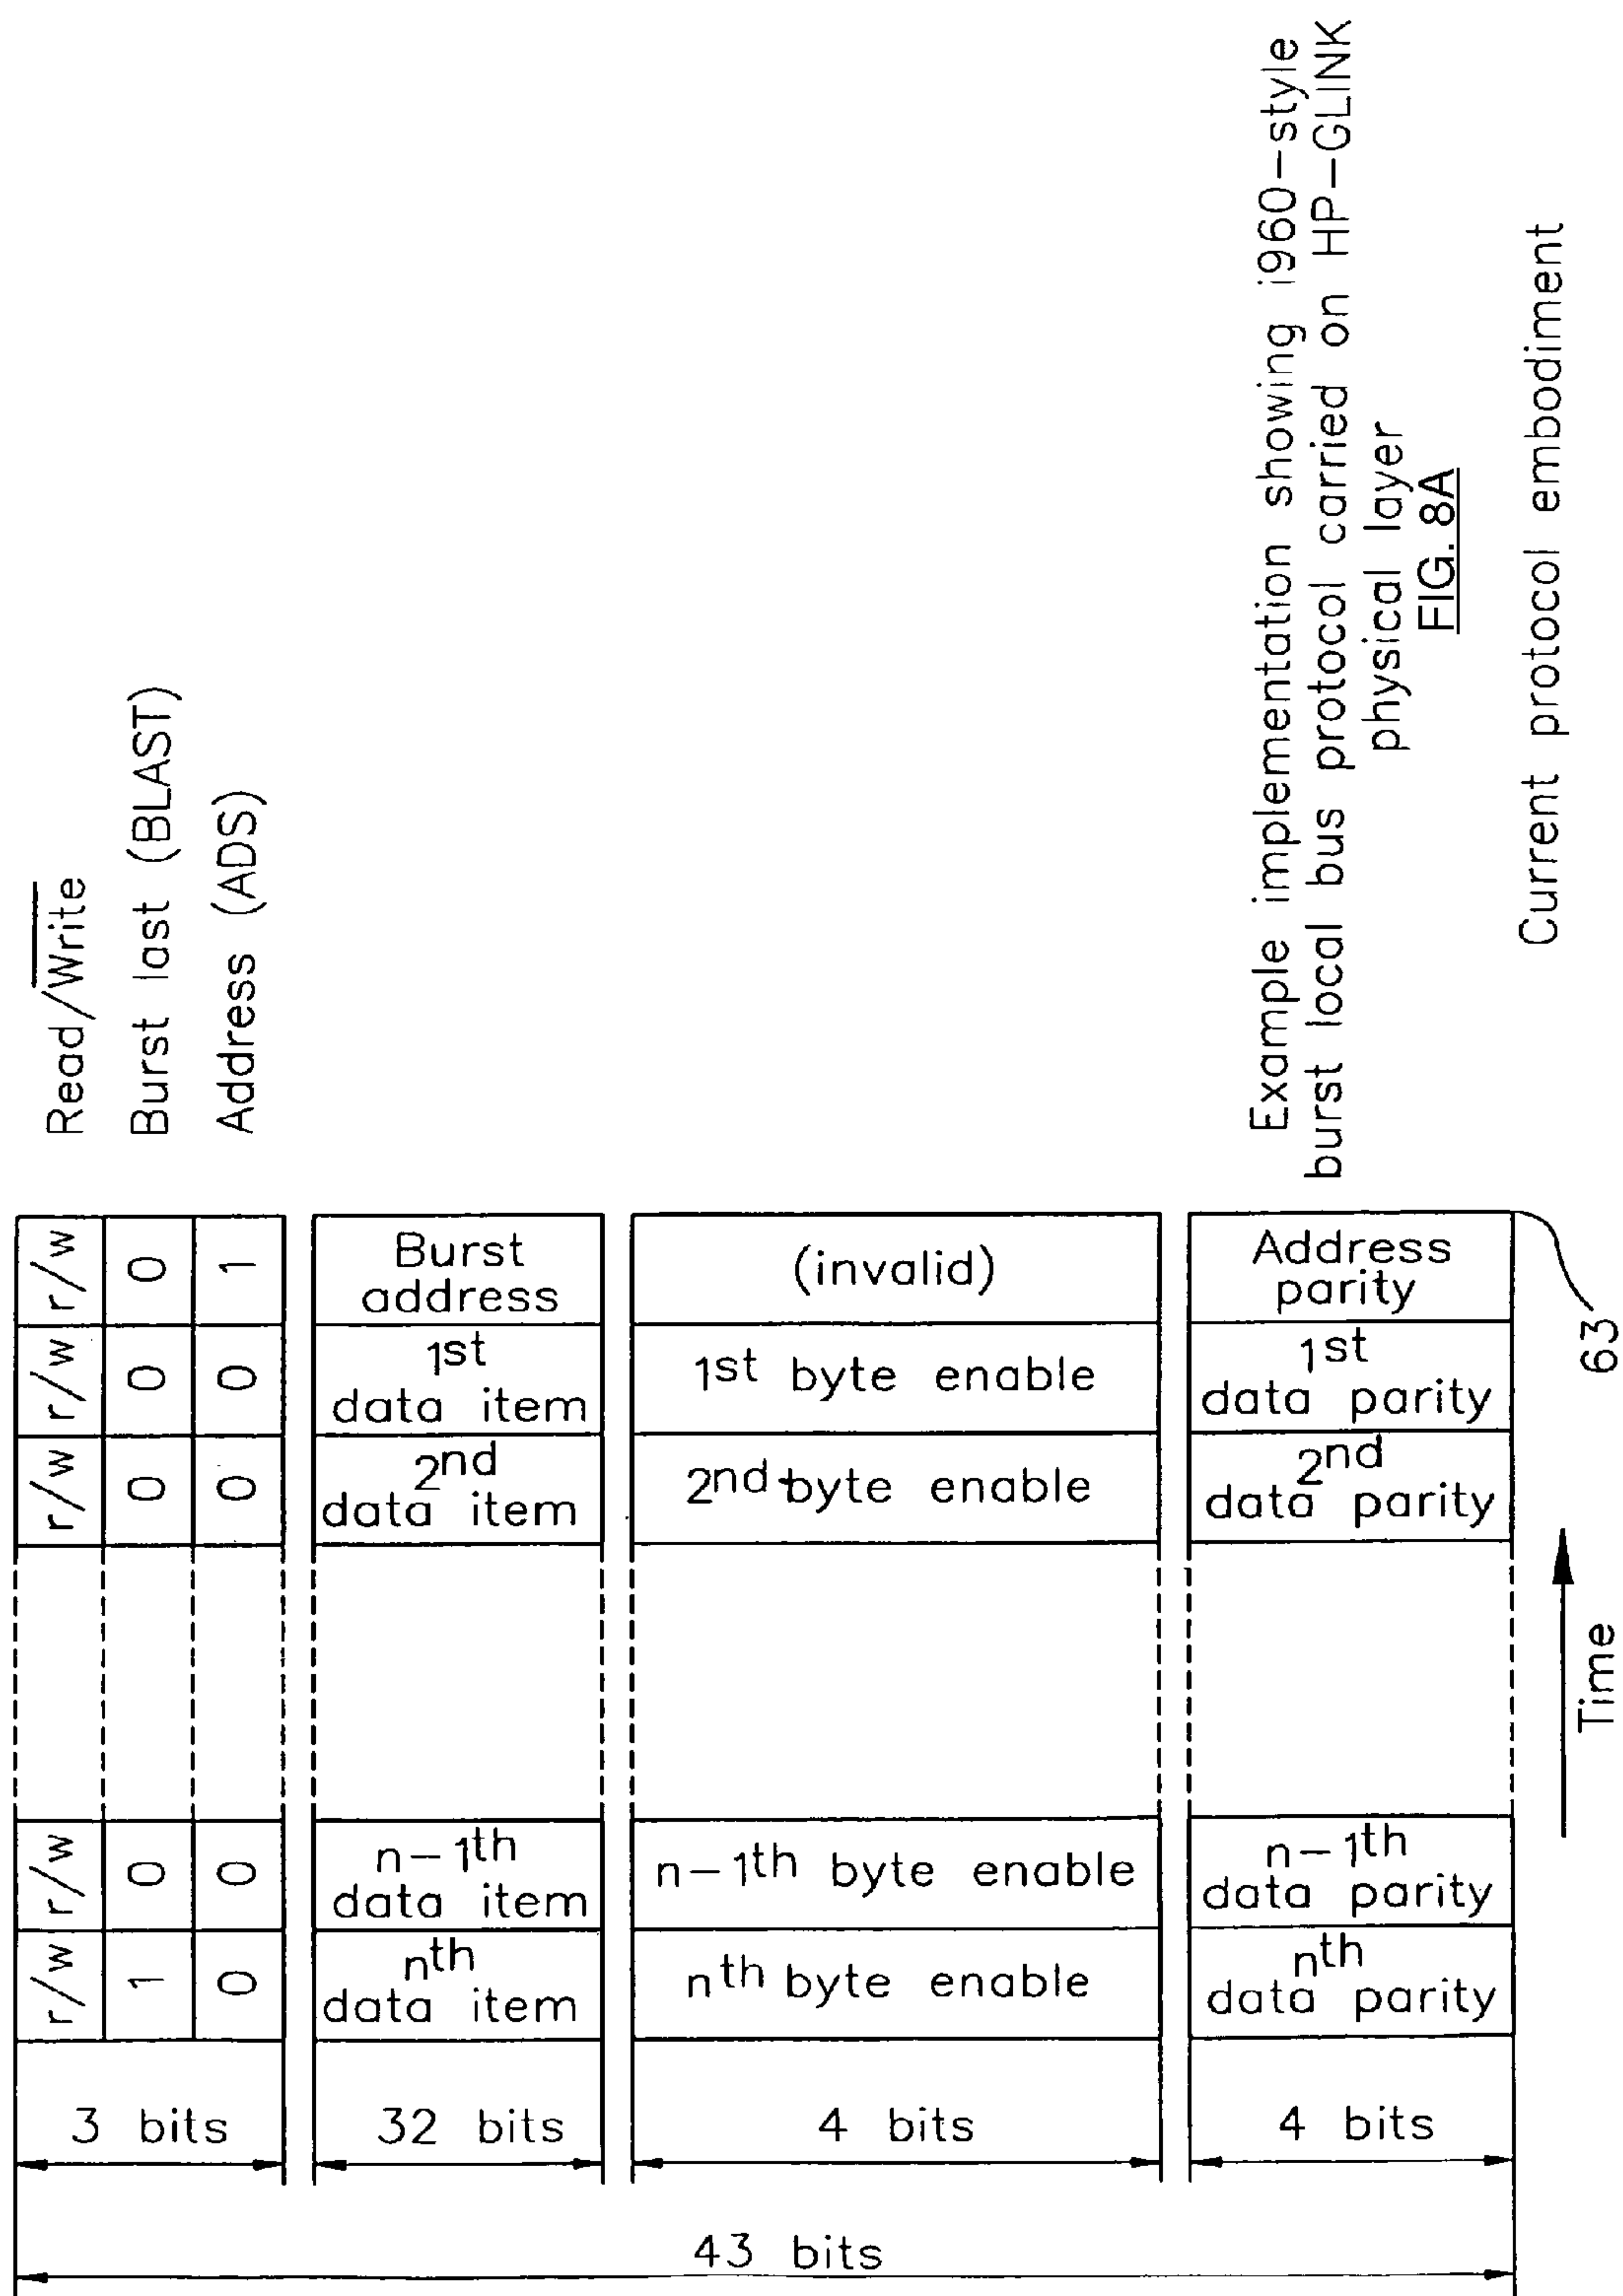 Read/Write
Burst last (BLAST)
Address (ADS)
r/w
0
1
Burst
address
(invalid)
Address
parity
r/w
0
0
1st
data item
1st byte enable
1st
data parity
r/w
0
0
2nd
data item
2nd byte enable
2nd
data parity
r/w
0
0
n-1th
data item
n-1th byte enable
n-1th
data parity
r/w
1
0
nth
data item
nth byte enable
nth
data parity
3 bits
32 bits
4 bits
4 bits
43 bits
63
Time
Example implementation showing i960-style
burst local bus protocol carried on HP-GLINK
physical layer
FIG. 8A
Current protocol embodiment